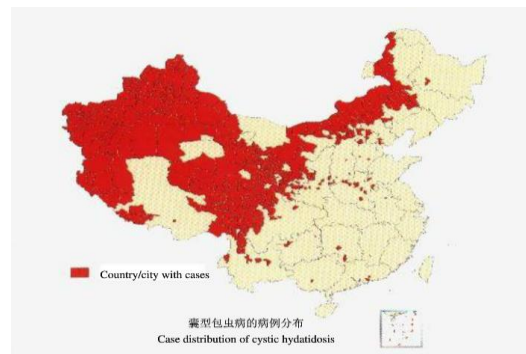 Country/city with cases
囊型包虫病的病例分布
Case distribution of cystic hydatidosis